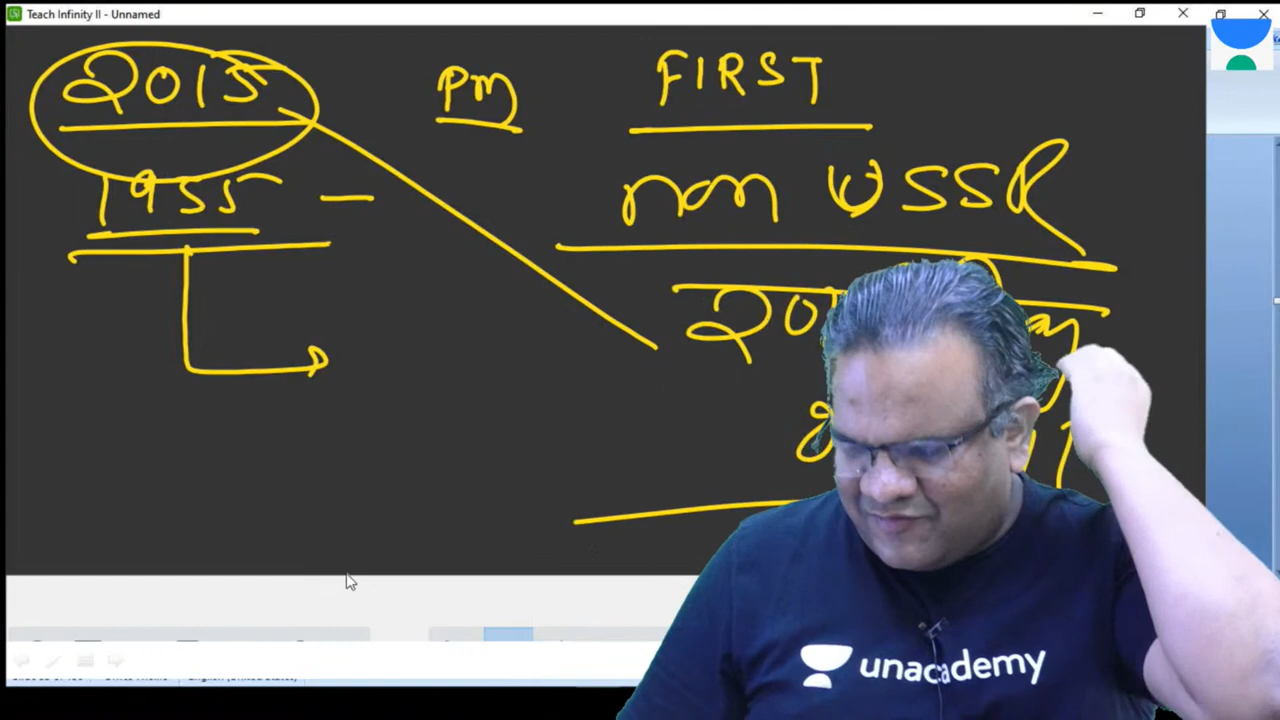 Teach Infinity II - Unnamed
2015 PM FIRST
1955 - non USSR
unacademy